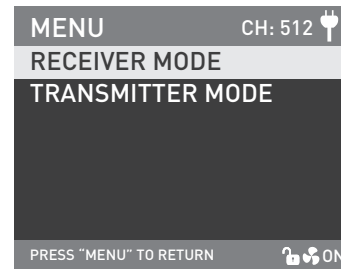 MENU CH: 512
RECEIVER MODE
TRANSMITTER MODE
PRESS "MENU" TO RETURN ON